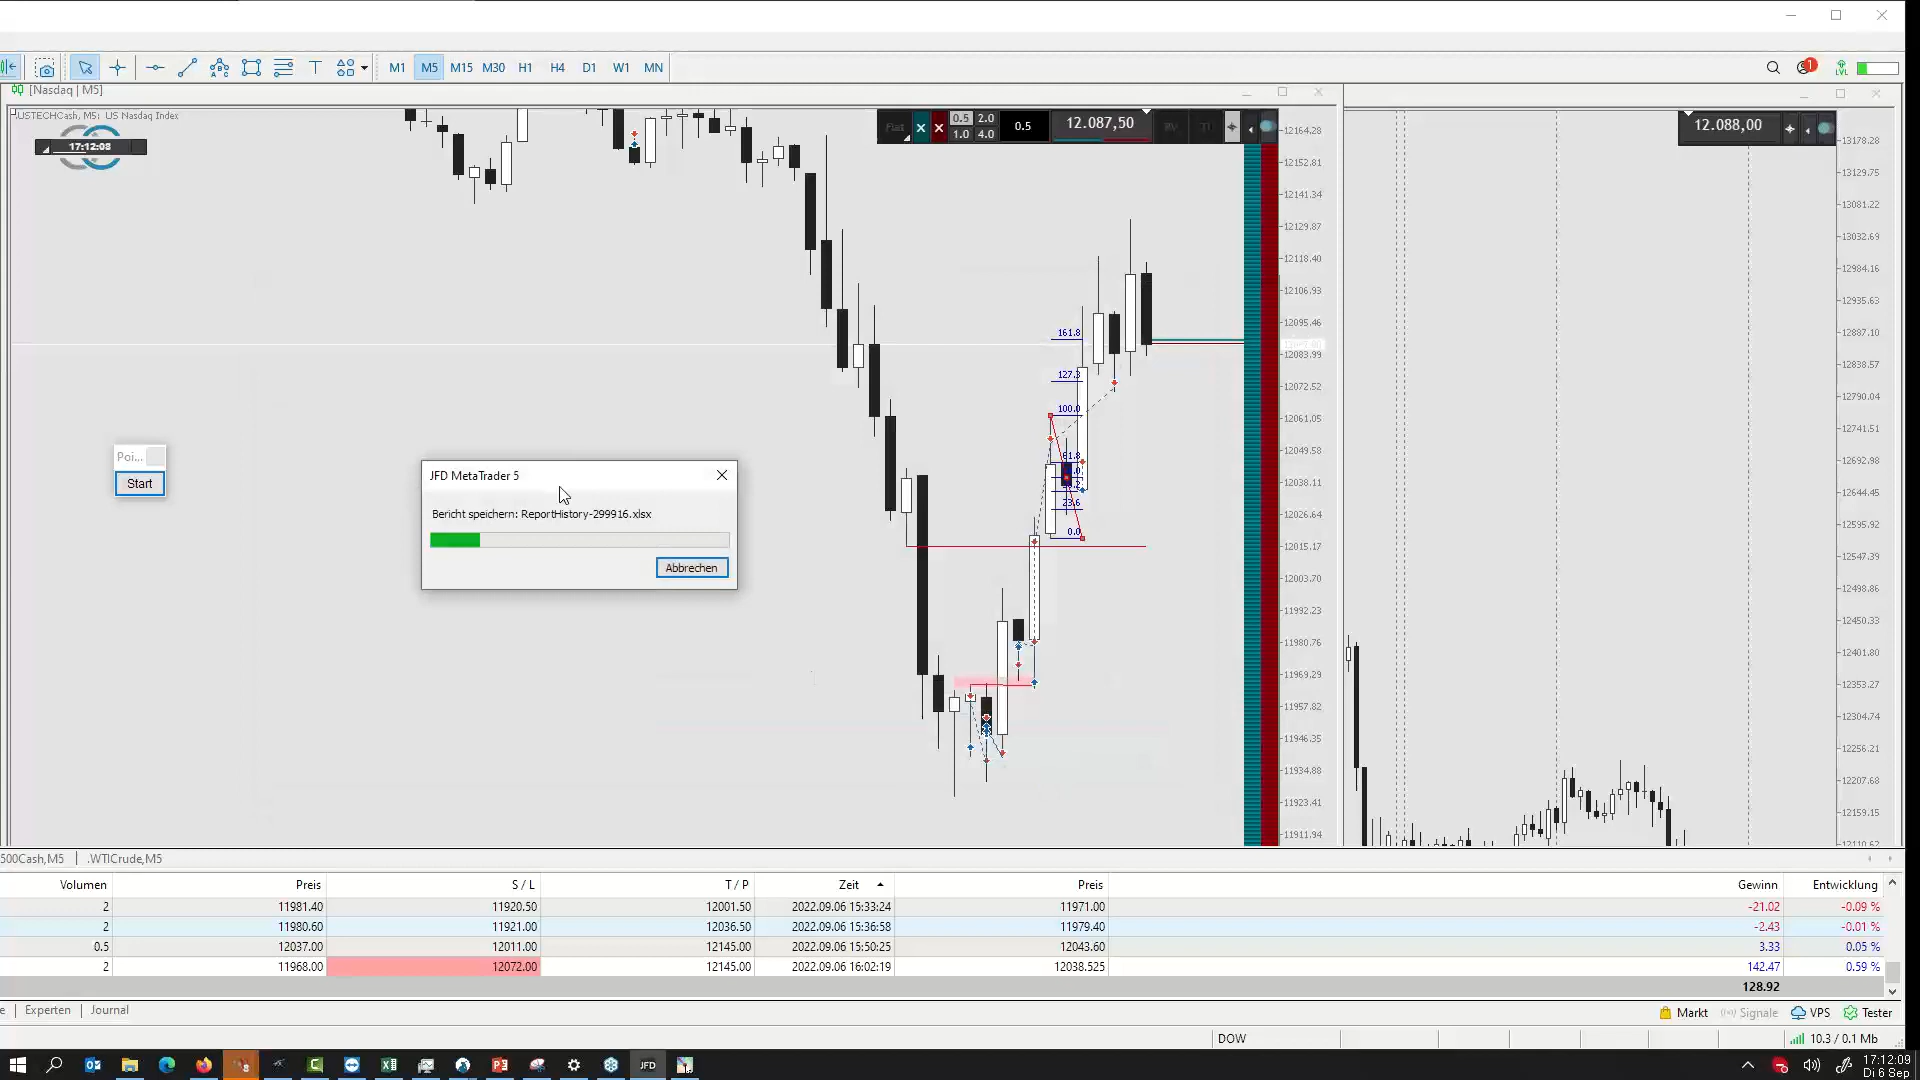 M1 M5 M15 M30 H1 H4 D1 W1 MN
1
LVL
[Nasdaq | M5]
USTECHCash, M5: US Nasdaq Index
17:12:08
Flat
0.5 2.0
1.0 4.0
0.5
12.087,50
RV
12.088,00
12164.28
12152.81
12141.34
12129.87
12118.40
12106.93
12095.46
12083.99
12072.52
12061.05
12049.58
12038.11
12026.64
12015.17
12003.70
11992.23
11980.76
11969.29
11957.82
11946.35
11934.88
11923.41
11911.94
13178.28
13129.75
13081.22
13032.69
12984.16
12935.63
12887.10
12838.57
12790.04
12741.51
12692.98
12644.45
12595.92
12547.39
12498.86
12450.33
12401.80
12353.27
12304.74
12256.21
12207.68
12159.15
12110.62
161.8
127.3
100.0
61.8
23.6
0.0
Poi...
Start
JFD MetaTrader 5
Bericht speichern: ReportHistory-299916.xlsx
Abbrechen
500Cash,M5 | .WTICrude,M5
Volumen Preis S / L T / P Zeit Preis Gewinn Entwicklung
2 11981.40 11920.50 12001.50 2022.09.06 15:33:24 11971.00 -21.02 -0.09 %
2 11980.60 11921.00 12036.50 2022.09.06 15:36:58 11979.40 -2.43 -0.01 %
0.5 12037.00 12011.00 12145.00 2022.09.06 15:50:25 12043.60 3.33 0.05 %
2 11968.00 12072.00 12145.00 2022.09.06 16:02:19 12038.525 142.47 0.59 %
128.92
e | Experten | Journal
Markt Signale VPS Tester
DOW
10.3 / 0.1 Mb
JFD
17:12:09
Di 6 Sep